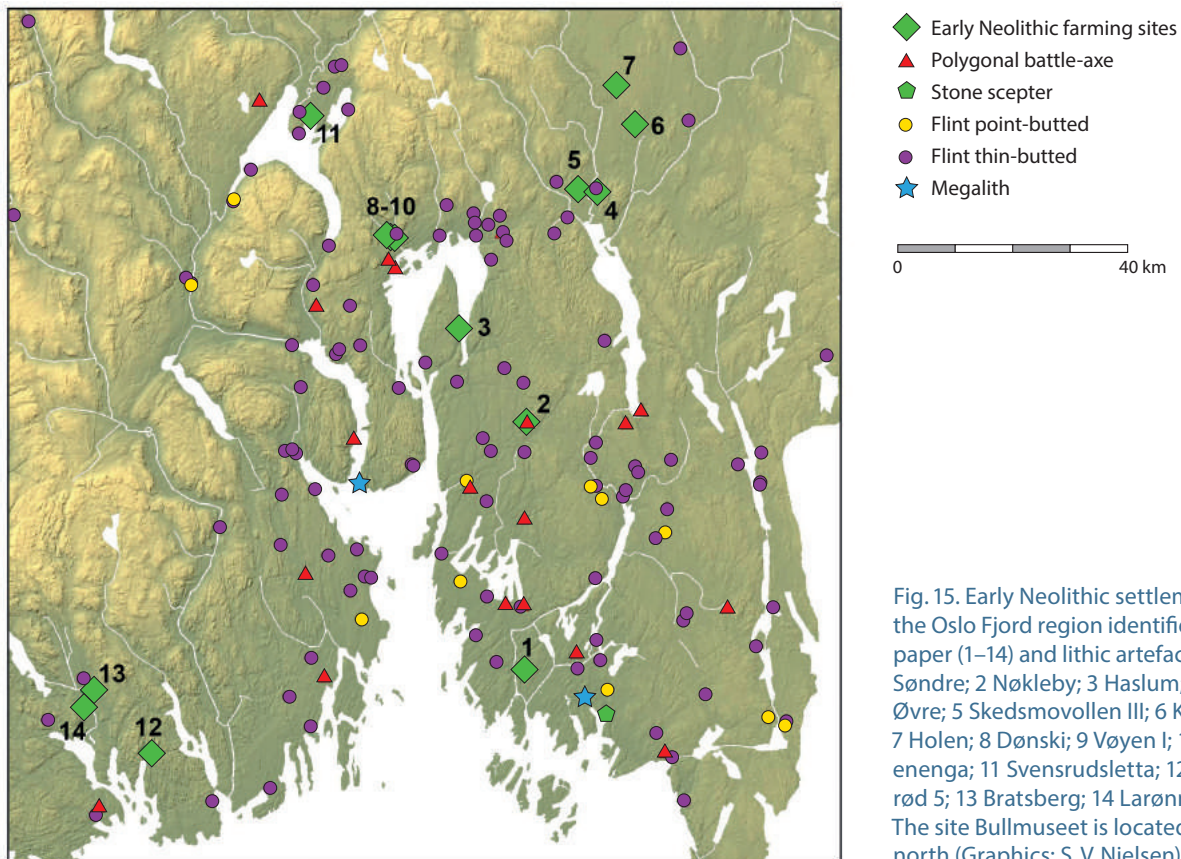 7
6
11
5
4
8-10
3
2
1
13
14
12
Early Neolithic farming sites
Polygonal battle-axe
Stone scepter
Flint point-butted
Flint thin-butted
Megalith
0 40 km
Fig. 15. Early Neolithic settlem
the Oslo Fjord region identifie
paper (1–14) and lithic artefac
Søndre; 2 Nøkleby; 3 Haslum,
Øvre; 5 Skedsmovollen III; 6 K
7 Holen; 8 Dønski; 9 Vøyen I; 1
enenga; 11 Svensrudsletta; 12
rød 5; 13 Bratsberg; 14 Larønn
The site Bullmuseet is located
north (Graphics: S. V. Nielsen)